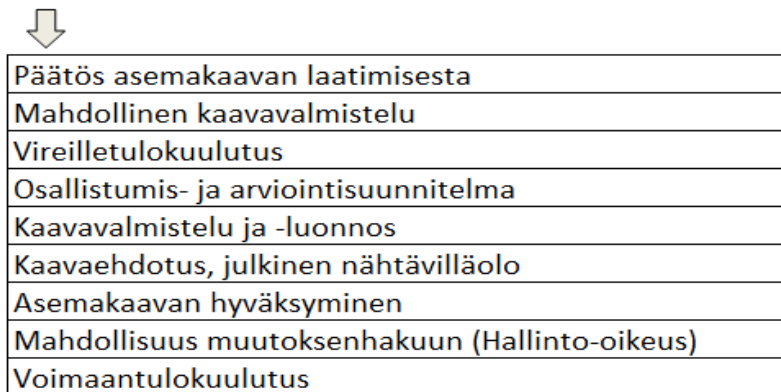 Päätös asemakaavan laatimisesta
Mahdollinen kaavavalmistelu
Vireilletulokuulutus
Osallistumis- ja arviointisuunnitelma
Kaavavalmistelu ja -luonnos
Kaavaehdotus, julkinen nähtävilläolo
Asemakaavan hyväksyminen
Mahdollisuus muutoksenhakuun (Hallinto-oikeus)
Voimaantulokuulutus